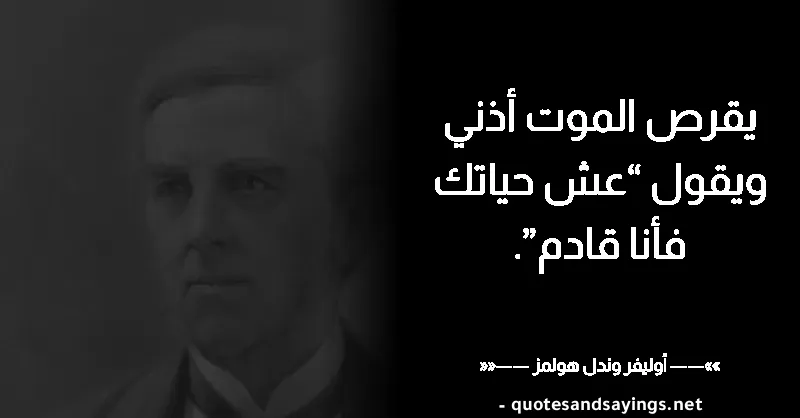 يقرص الموت أذني
ويقول “عش حياتك
فأنا قادم”.
»»—— أوليفر وندل هولمز ——««
- quotesandsayings.net